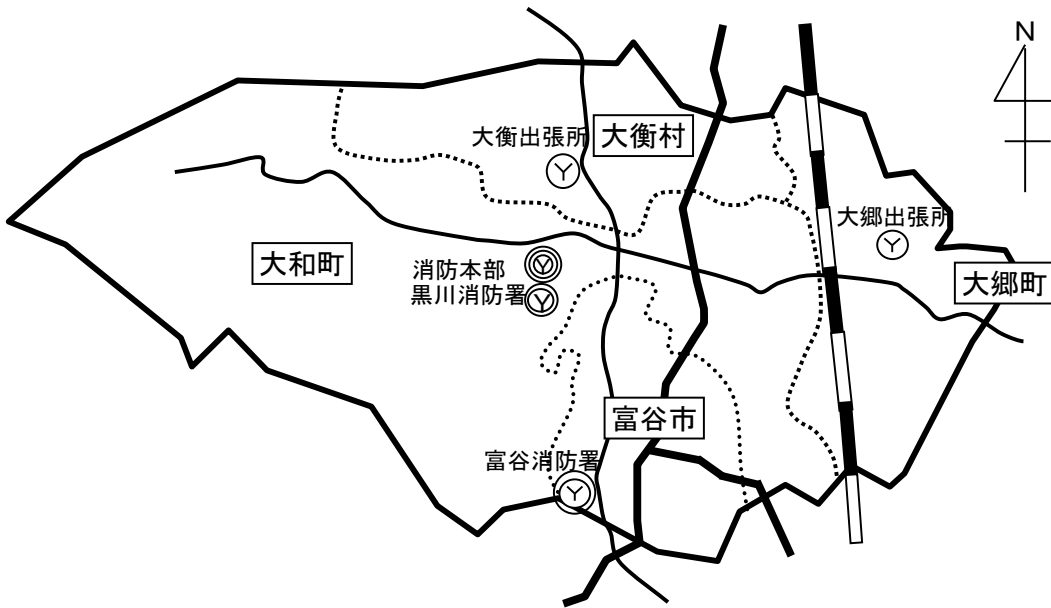 N
大衡出張所
大衡村
大郷出張所
大和町
消防本部
黒川消防署
大郷町
富谷市
富谷消防署